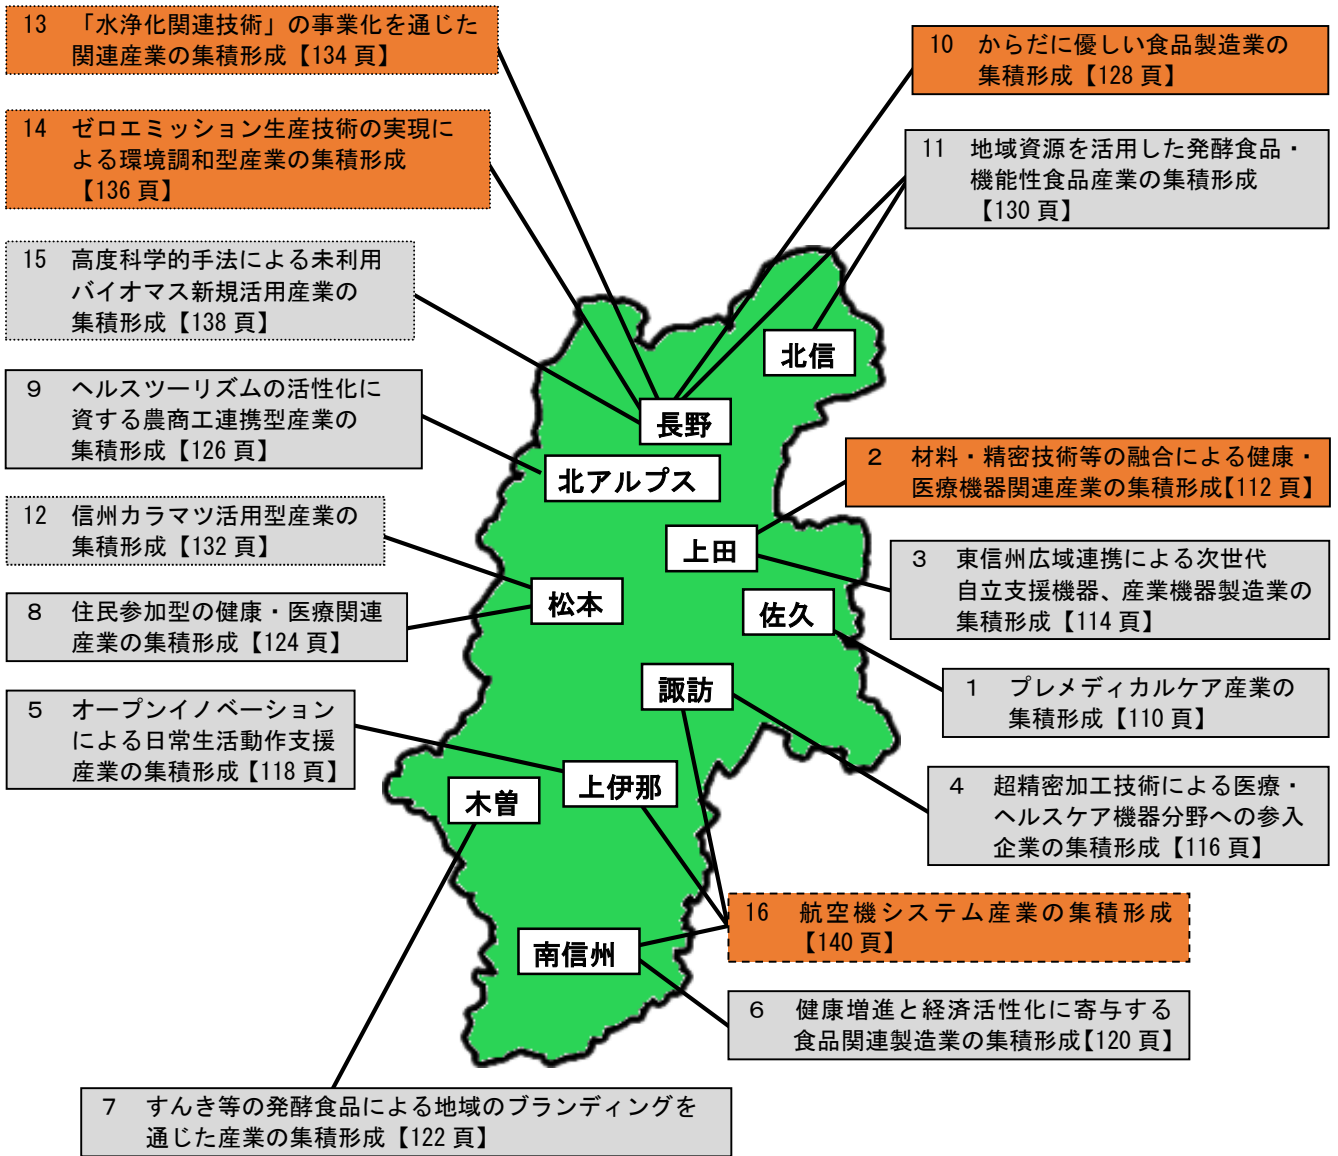 13 「水浄化関連技術」の事業化を通じた
関連産業の集積形成【134 頁】
10 からだに優しい食品製造業の
集積形成【128 頁】
14 ゼロエミッション生産技術の実現に
よる環境調和型産業の集積形成
【136 頁】
11 地域資源を活用した発酵食品・
機能性食品産業の集積形成
【130 頁】
15 高度科学的手法による未利用
バイオマス新規活用産業の
集積形成【138 頁】
北信
9 ヘルスツーリズムの活性化に
資する農商工連携型産業の
集積形成【126 頁】
長野
北アルプス
2 材料・精密技術等の融合による健康・
医療機器関連産業の集積形成【112 頁】
12 信州カラマツ活用型産業の
集積形成【132 頁】
上田
3 東信州広域連携による次世代
自立支援機器、産業機器製造業の
集積形成【114 頁】
松本
佐久
8 住民参加型の健康・医療関連
産業の集積形成【124 頁】
諏訪
1 プレメディカルケア産業の
集積形成【110 頁】
5 オープンイノベーション
による日常生活動作支援
産業の集積形成【118 頁】
上伊那
木曽
4 超精密加工技術による医療・
ヘルスケア機器分野への参入
企業の集積形成【116 頁】
16 航空機システム産業の集積形成
【140 頁】
南信州
6 健康増進と経済活性化に寄与する
食品関連製造業の集積形成【120 頁】
7 すんき等の発酵食品による地域のブランディングを
通じた産業の集積形成【122 頁】